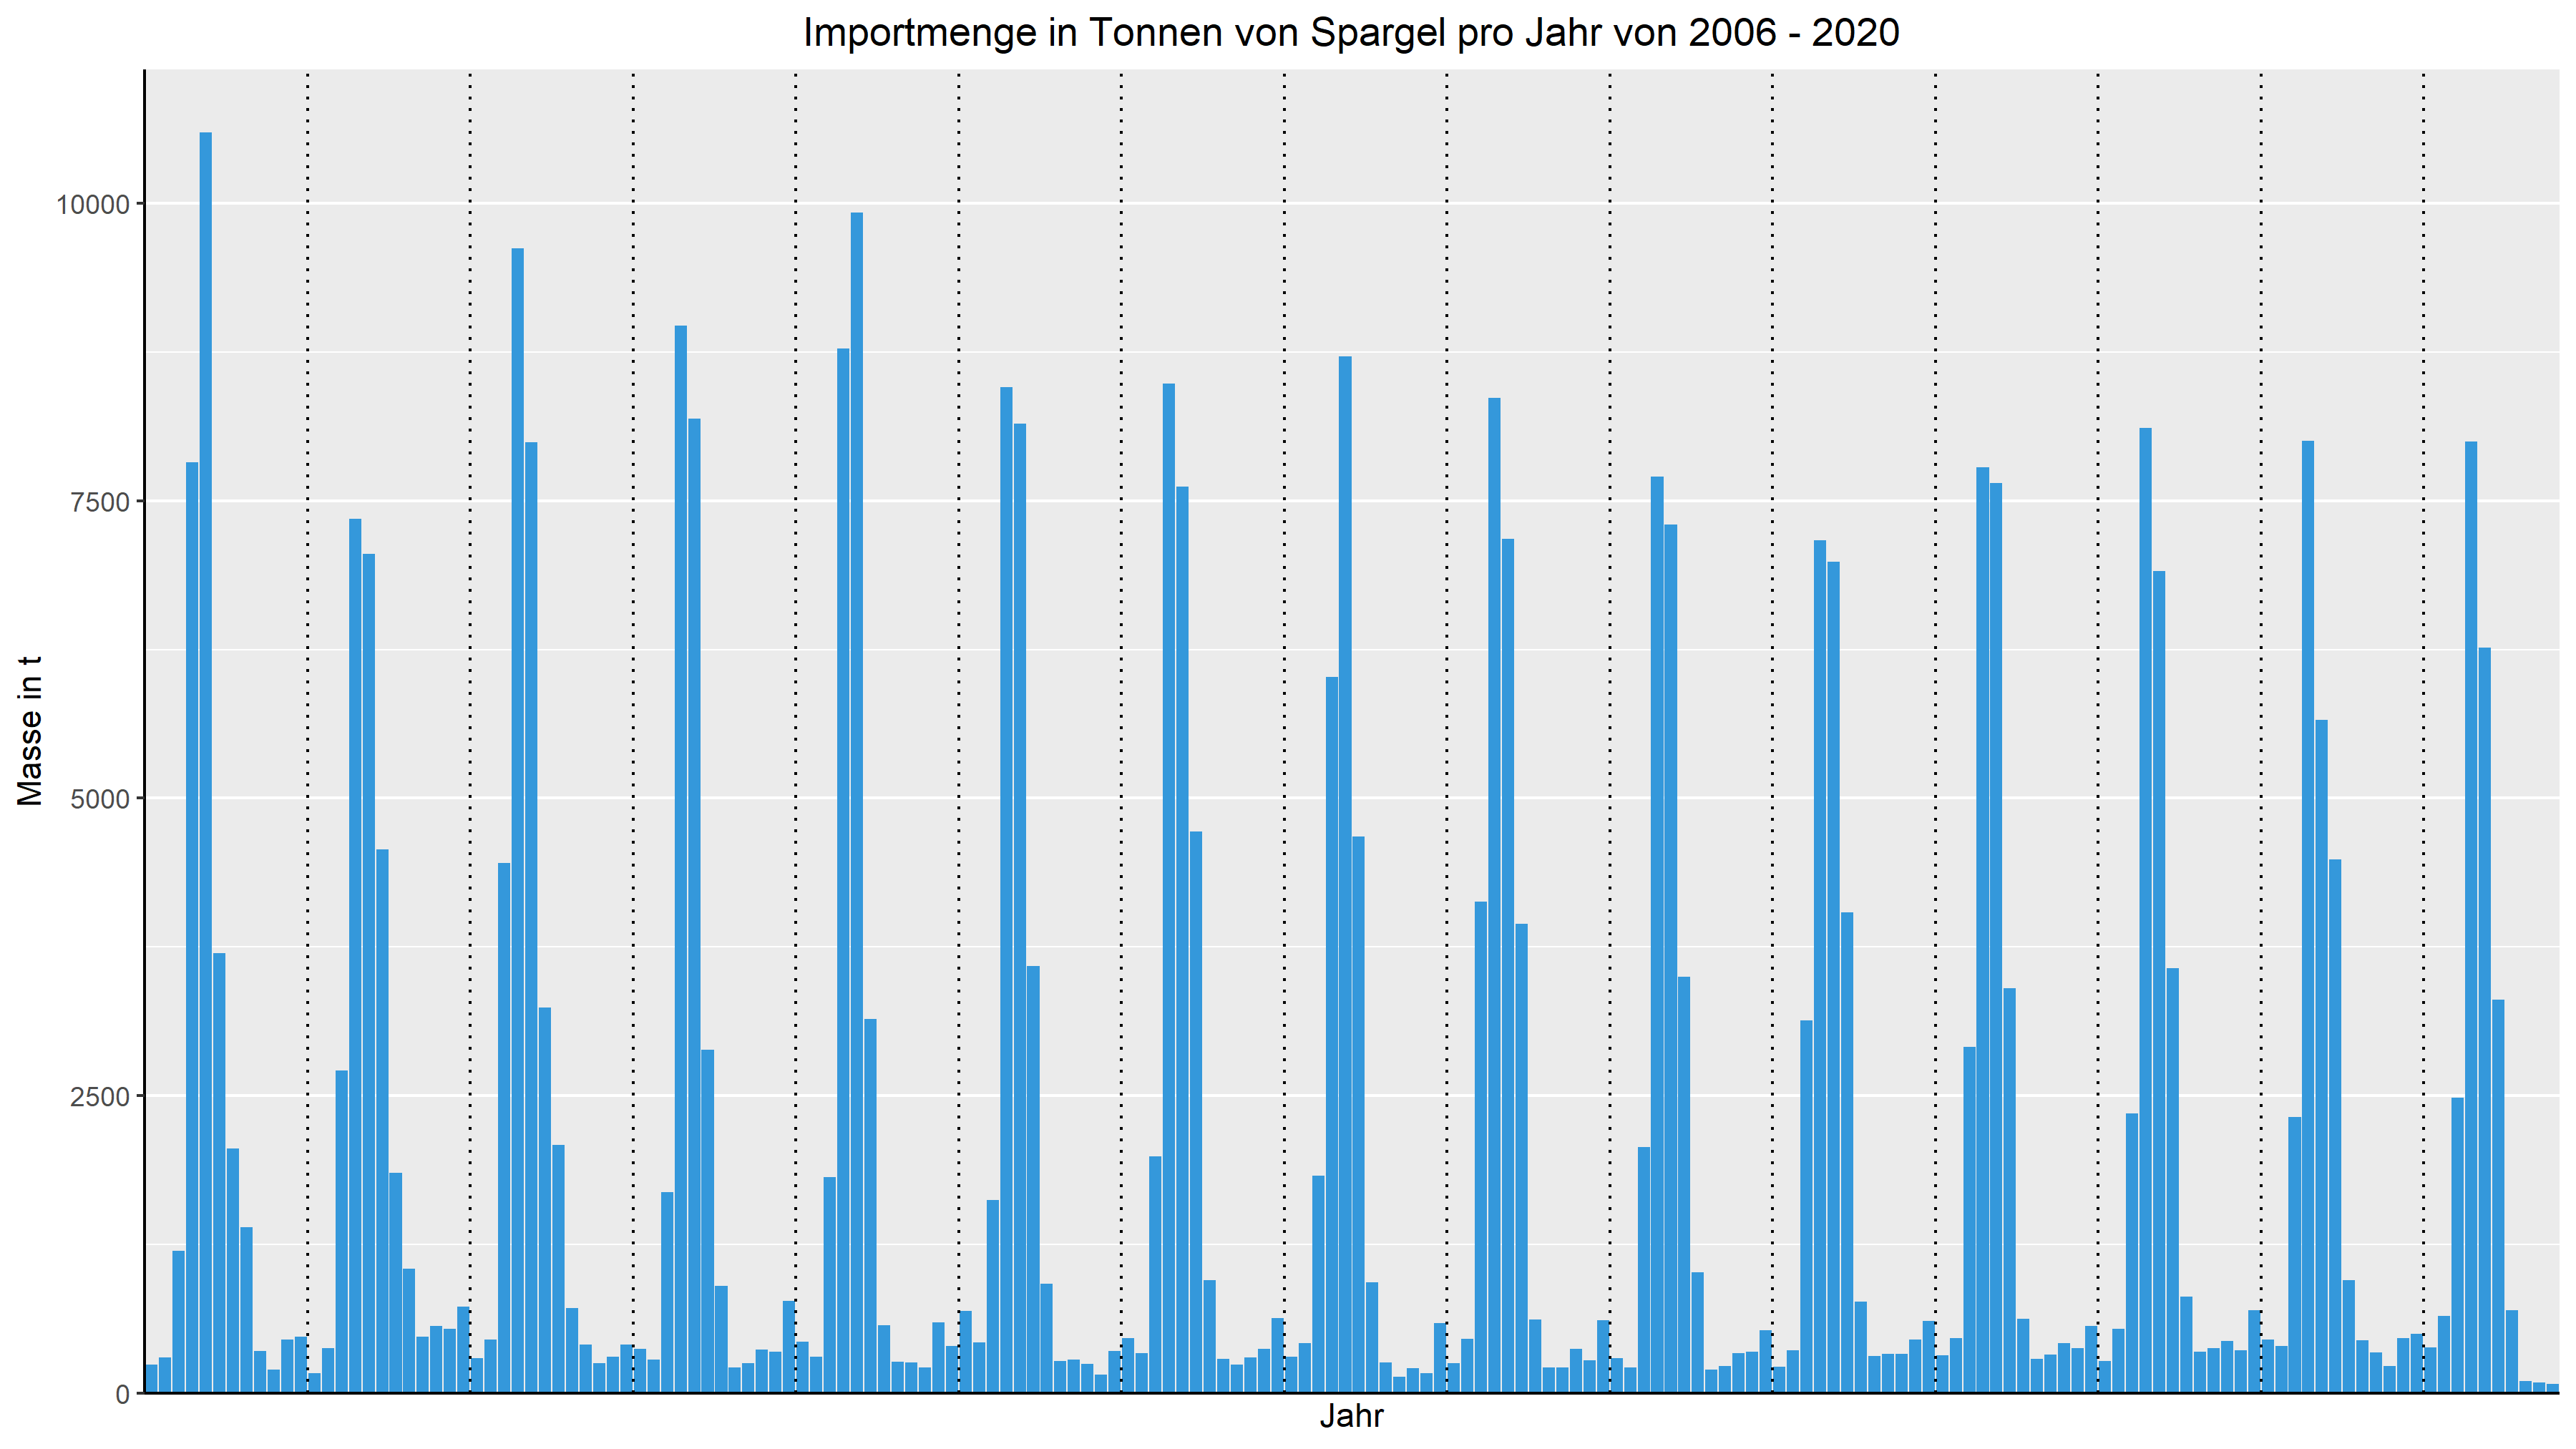 Importmenge in Tonnen von Spargel pro Jahr von 2006 - 2020
10000
7500
5000
2500
0
Masse in t
Jahr